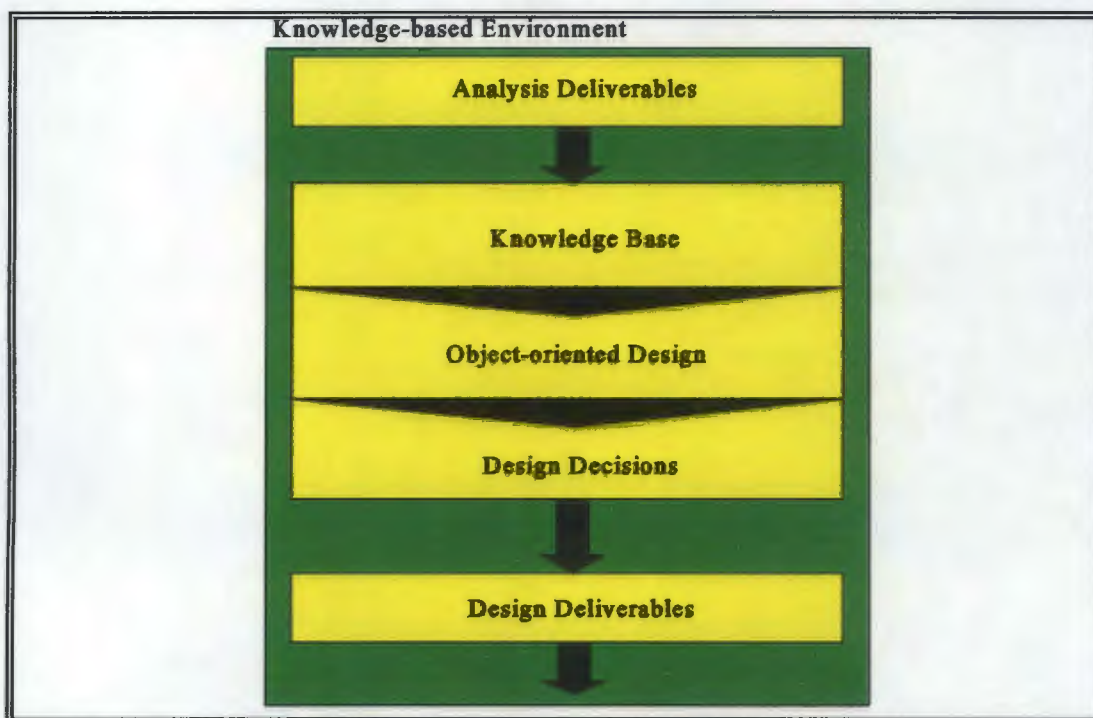 Knowledge-based Environment
Analysis Deliverables
Knowledge Base
Object-oriented Design
Design Decisions
Design Deliverables